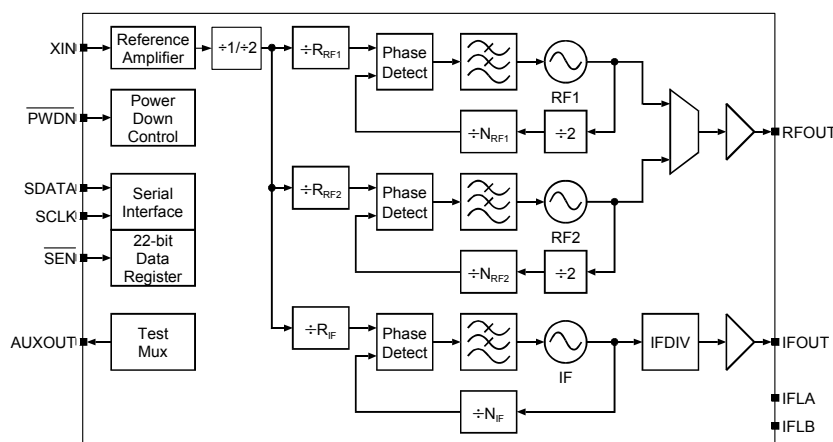 XIN
Reference
Amplifier
÷1/÷2
÷RRF1
Phase
Detect
RF1
÷NRF1
÷2
PWDN
Power
Down
Control
RFOUT
SDATA
SCLK
Serial
Interface
÷RRF2
Phase
Detect
RF2
÷NRF2
÷2
SEN
22-bit
Data
Register
AUXOUT
Test
Mux
÷RIF
Phase
Detect
IF
÷NIF
IFDIV
IFOUT
IFLA
IFLB